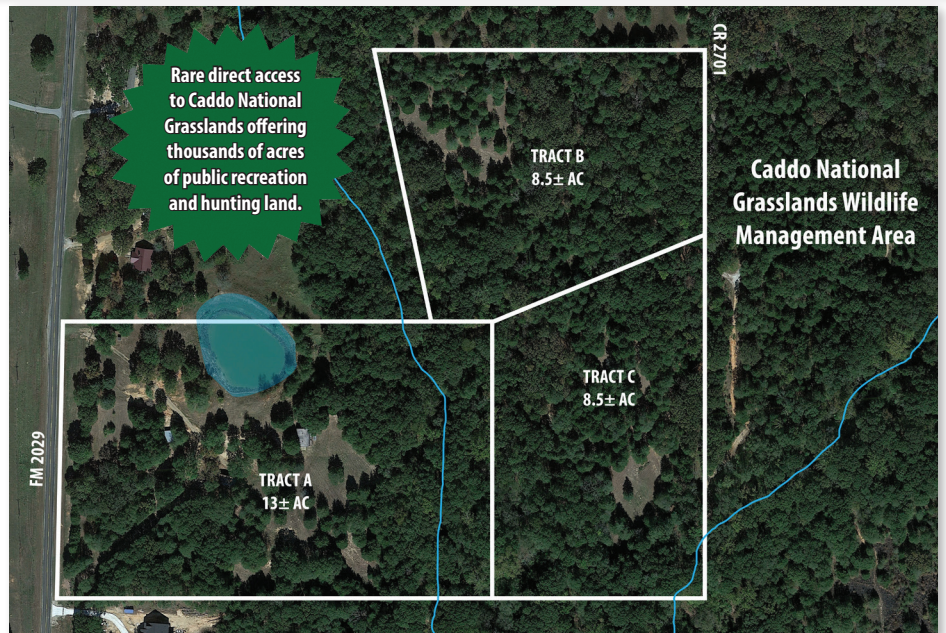 Rare direct access
to Caddo National
Grasslands offering
thousands of acres
of public recreation
and hunting land.
CR 2701
TRACT B
8.5± AC
Caddo National
Grasslands Wildlife
Management Area
TRACT C
8.5± AC
FM 2029
TRACT A
13± AC